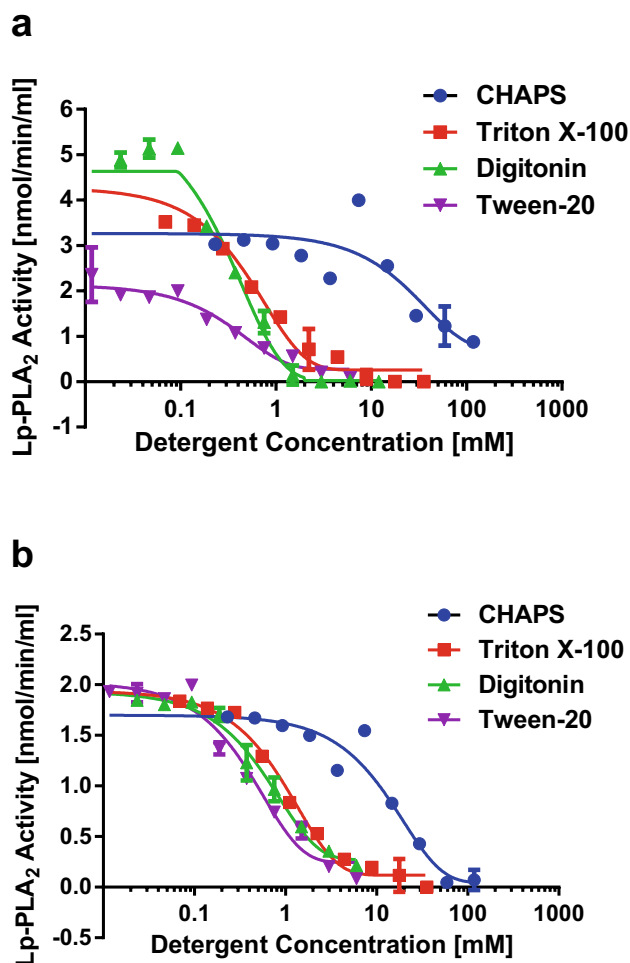 a
CHAPS
Triton X-100
Digitonin
Tween-20
Lp-PLA2 Activity [nmol/min/ml]
6
5
4
3
2
1
0
-1
0.1 1 10 100 1000
Detergent Concentration [mM]
b
CHAPS
Triton X-100
Digitonin
Tween-20
Lp-PLA2 Activity [nmol/min/ml]
2.5
2.0
1.5
1.0
0.5
0.0
-0.5
0.1 1 10 100 1000
Detergent Concentration [mM]